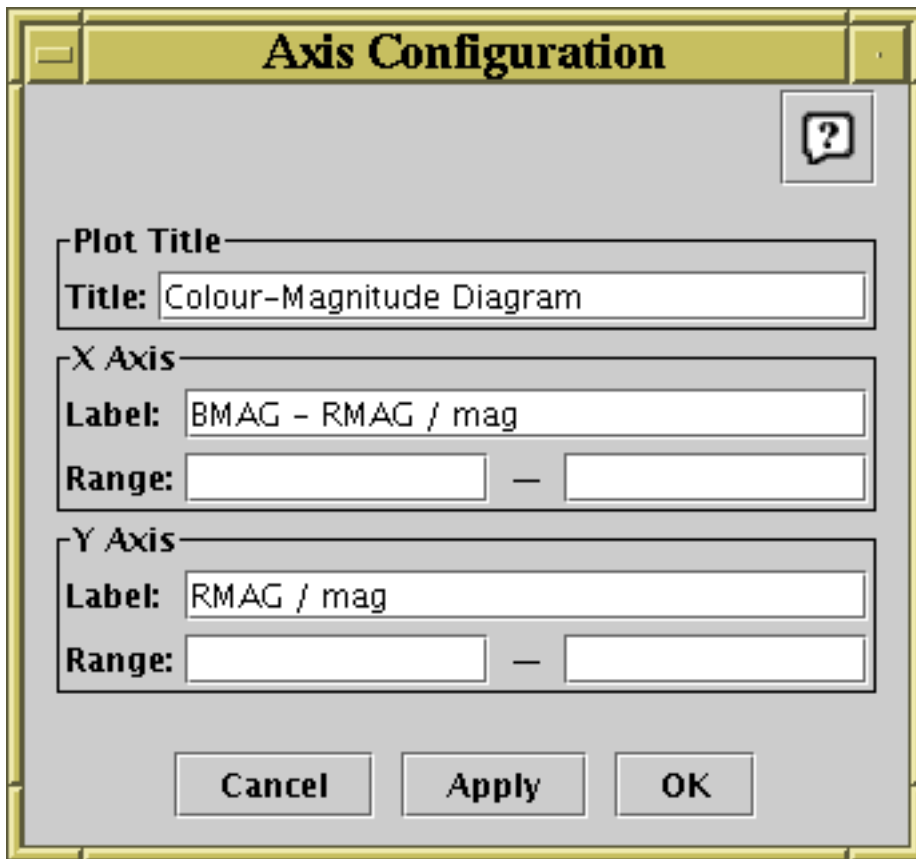 Axis Configuration
?
Plot Title
Title: Colour-Magnitude Diagram
X Axis
Label: BMAG - RMAG / mag
Range: —
Y Axis
Label: RMAG / mag
Range: —
Cancel Apply OK